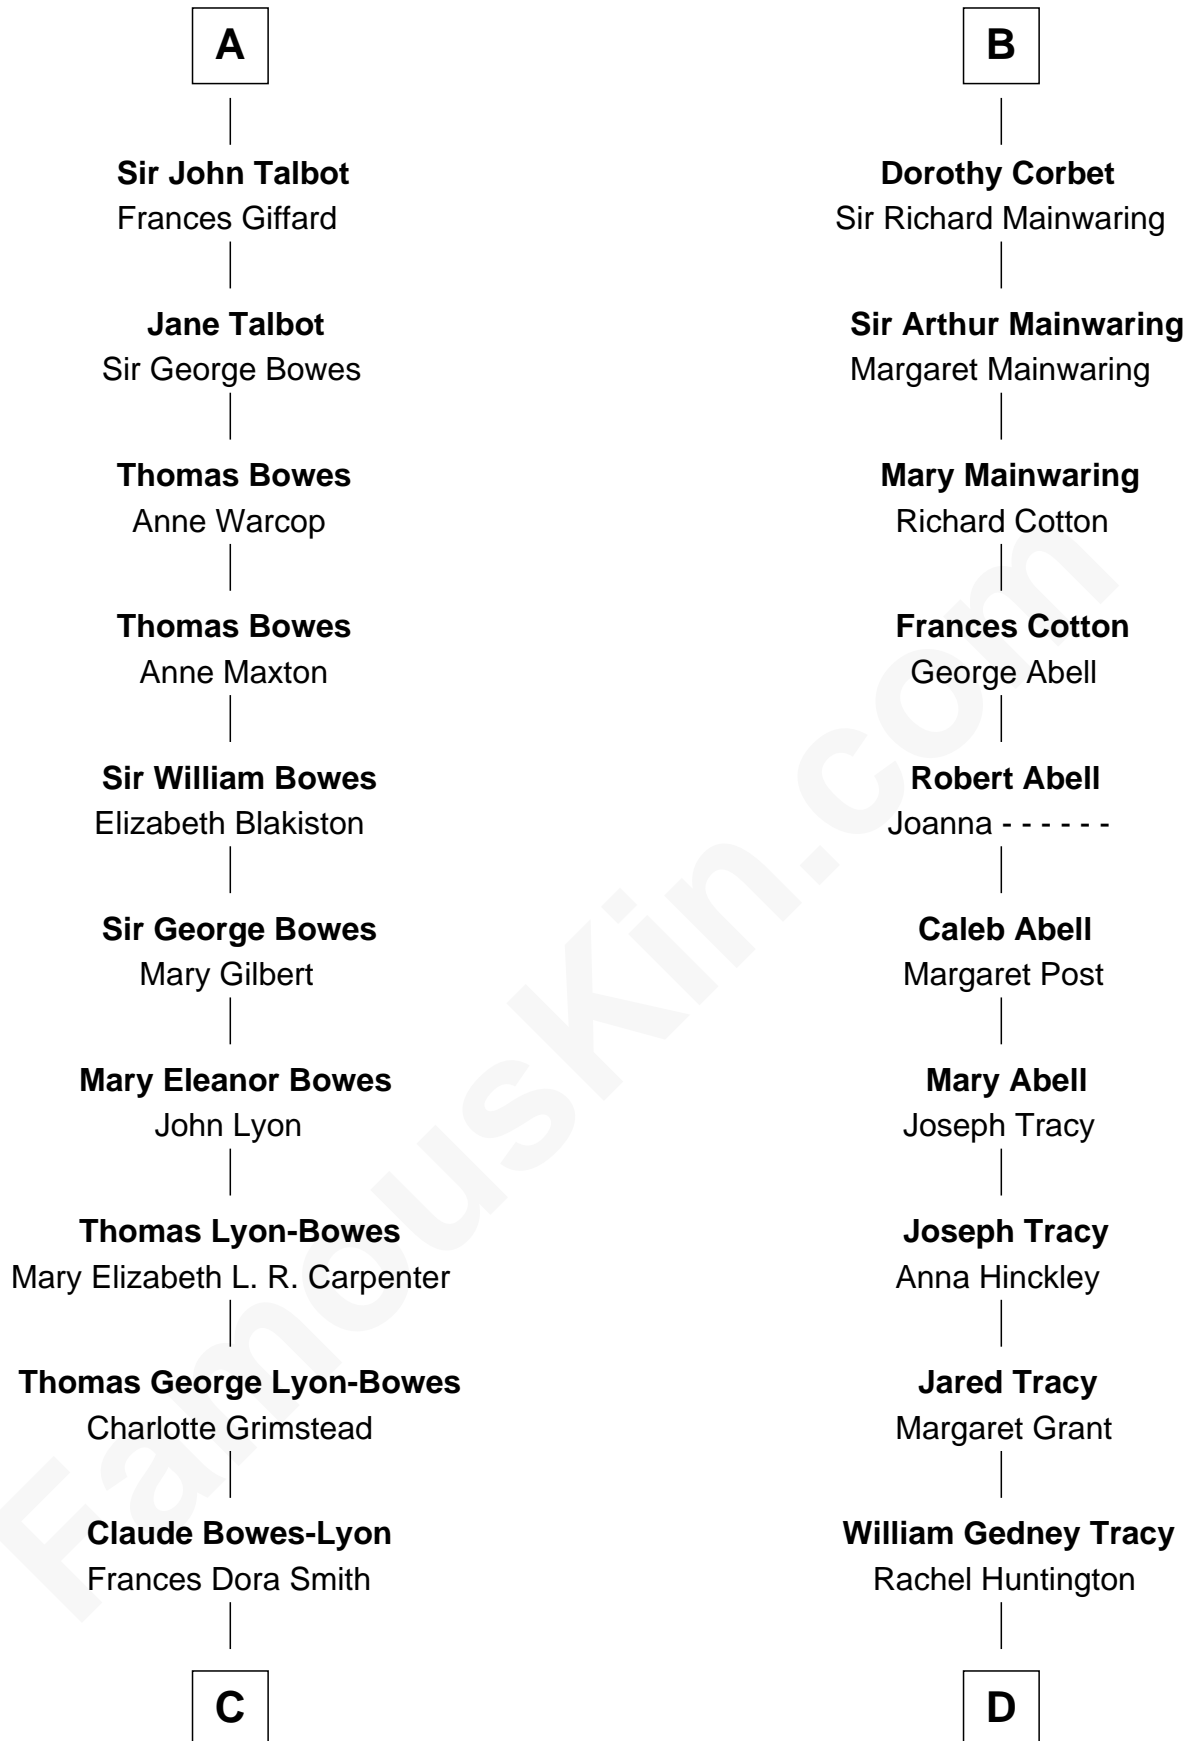 A
Sir John Talbot
Frances Giffard
Jane Talbot
Sir George Bowes
Thomas Bowes
Anne Warcop
Thomas Bowes
Anne Maxton
Sir William Bowes
Elizabeth Blakiston
Sir George Bowes
Mary Gilbert
Mary Eleanor Bowes
John Lyon
Thomas Lyon-Bowes
Mary Elizabeth L. R. Carpenter
Thomas George Lyon-Bowes
Charlotte Grimstead
Claude Bowes-Lyon
Frances Dora Smith
C
B
Dorothy Corbet
Sir Richard Mainwaring
Sir Arthur Mainwaring
Margaret Mainwaring
Mary Mainwaring
Richard Cotton
Frances Cotton
George Abell
Robert Abell
Joanna - - - - - -
Caleb Abell
Margaret Post
Mary Abell
Joseph Tracy
Joseph Tracy
Anna Hinckley
Jared Tracy
Margaret Grant
William Gedney Tracy
Rachel Huntington
D
FamousKin.com